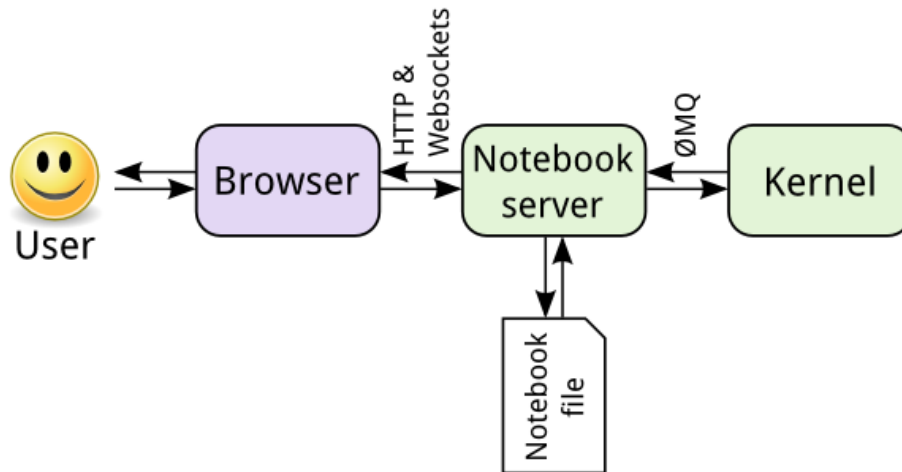 User
Browser
HTTP &
Websockets
Notebook
server
ØMQ
Kernel
Notebook
file